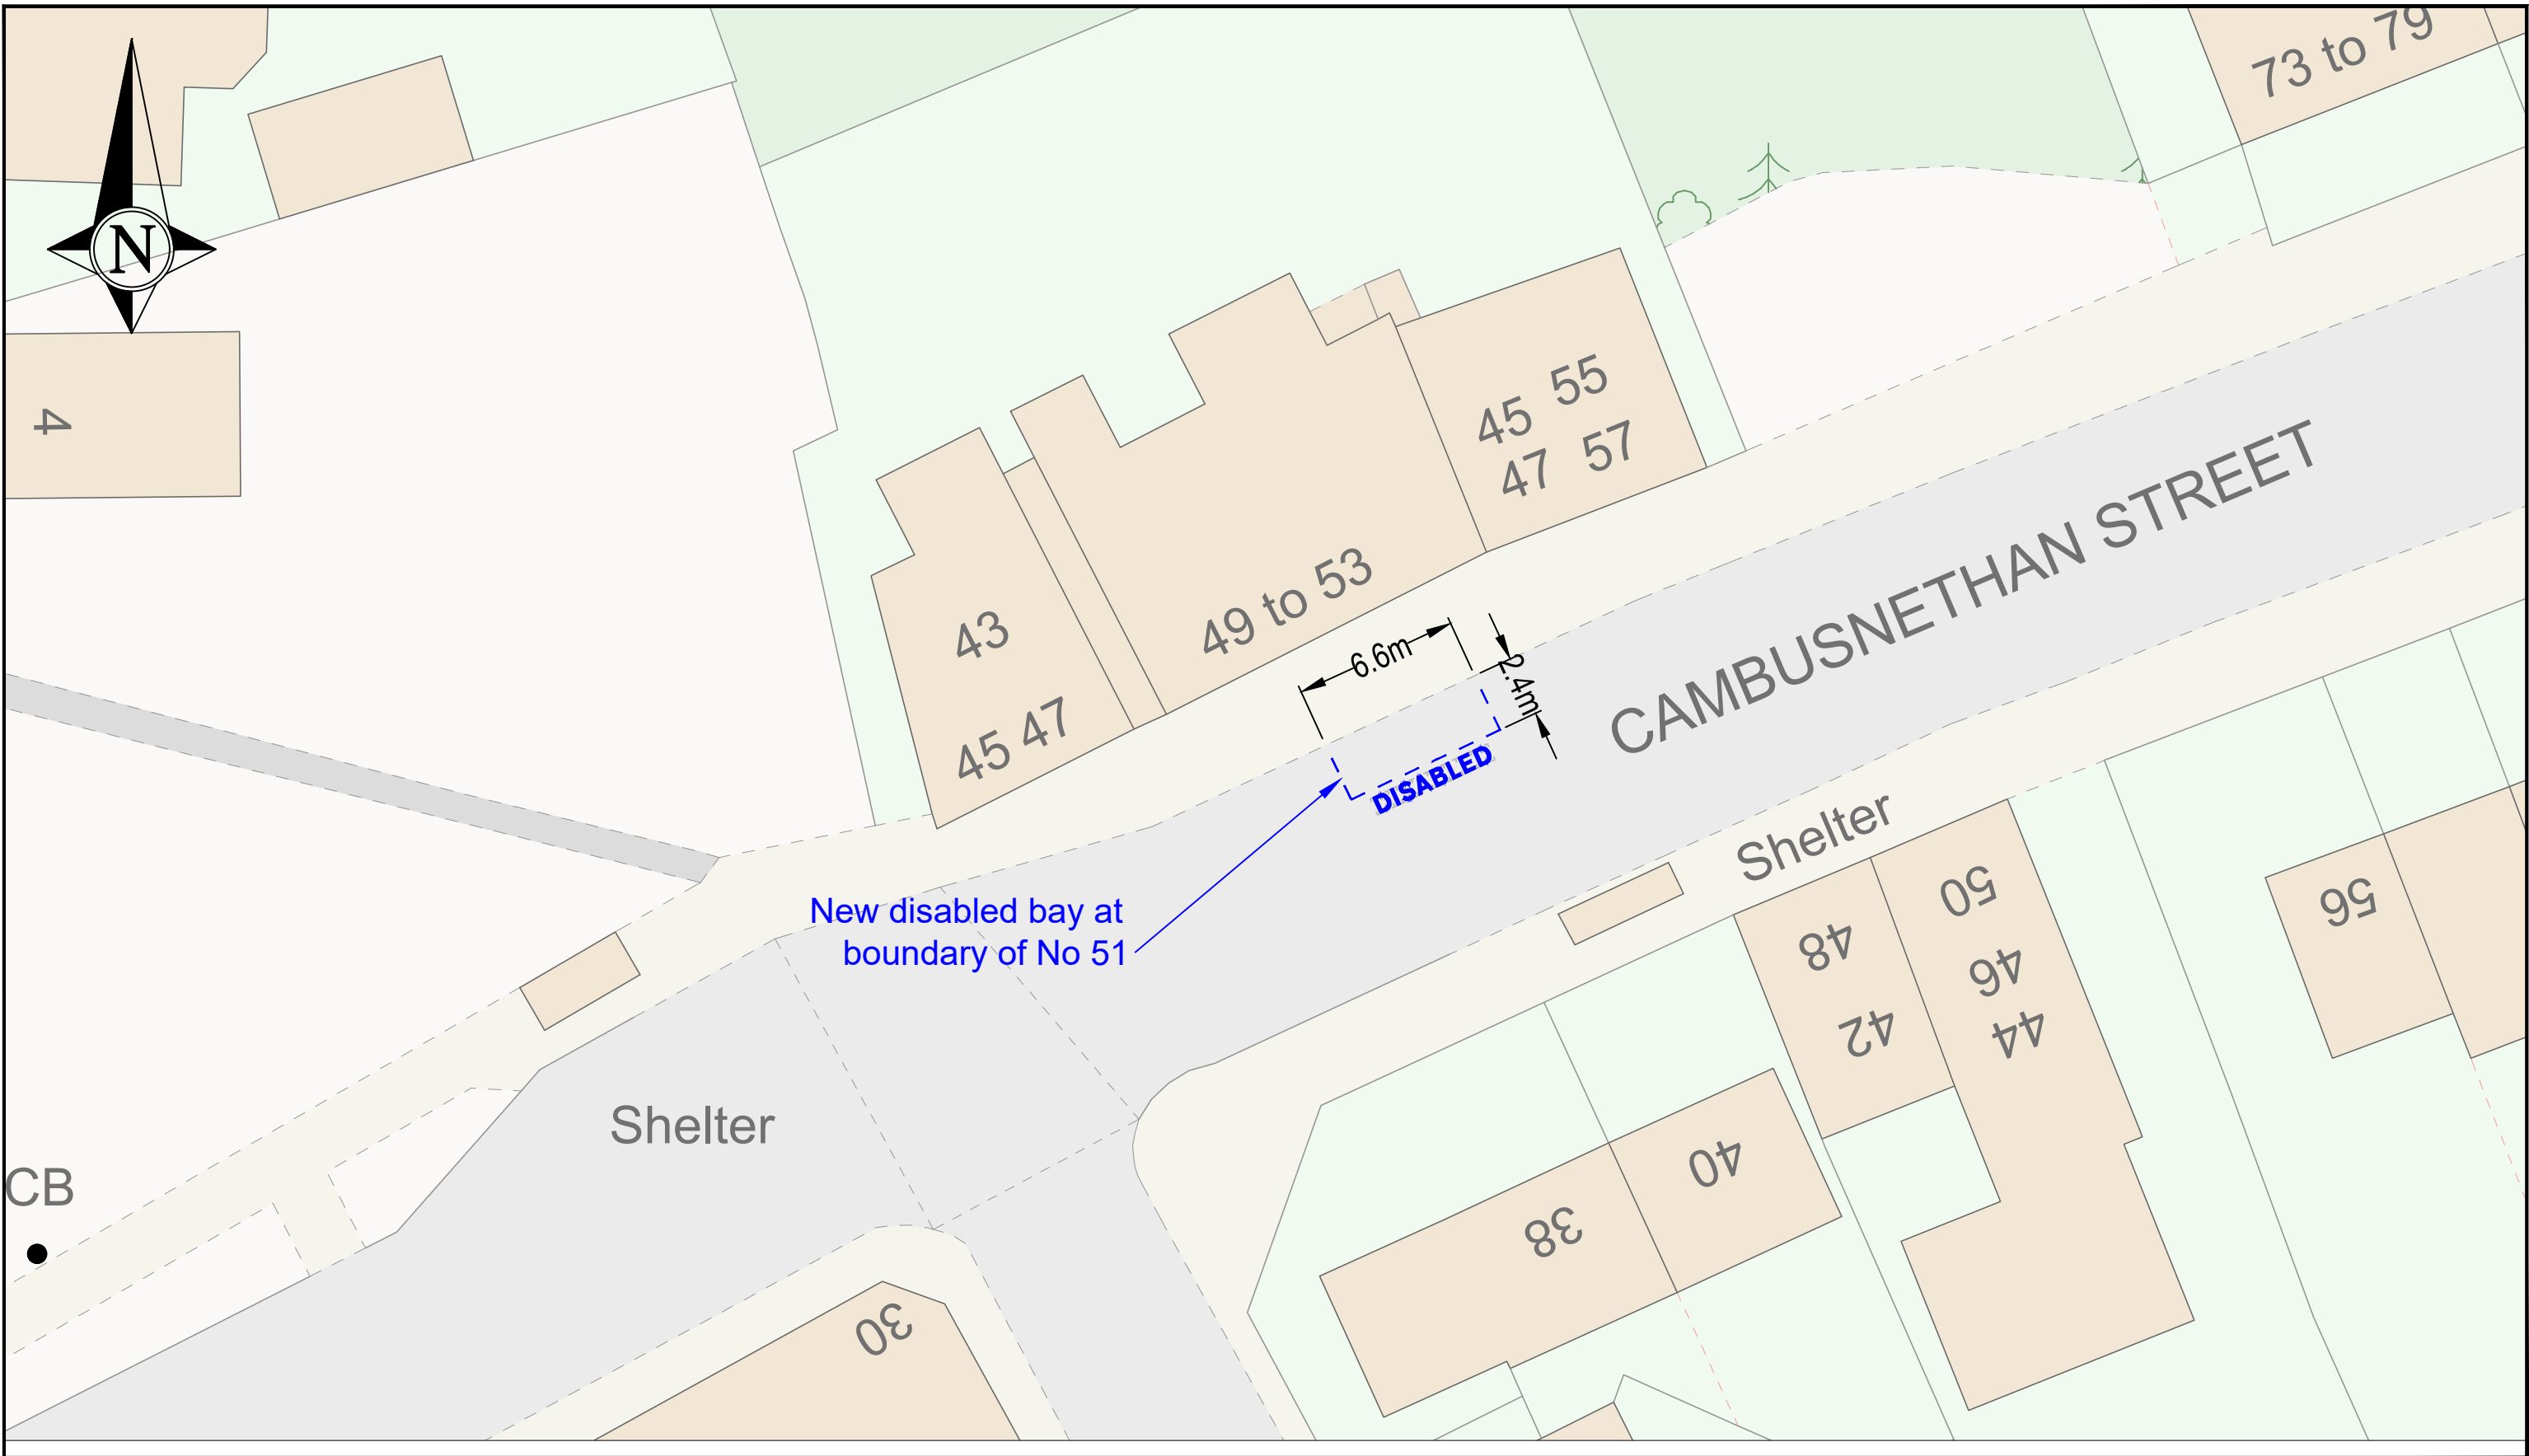 73 to 79
N
4
45 55
47 57
CAMBUSNETHAN STREET
49 to 53
43
45 47
6.6m
2.4m
DISABLED
New disabled bay at
boundary of No 51
Shelter
50
48
46
42
44
56
Shelter
40
38
CB
30